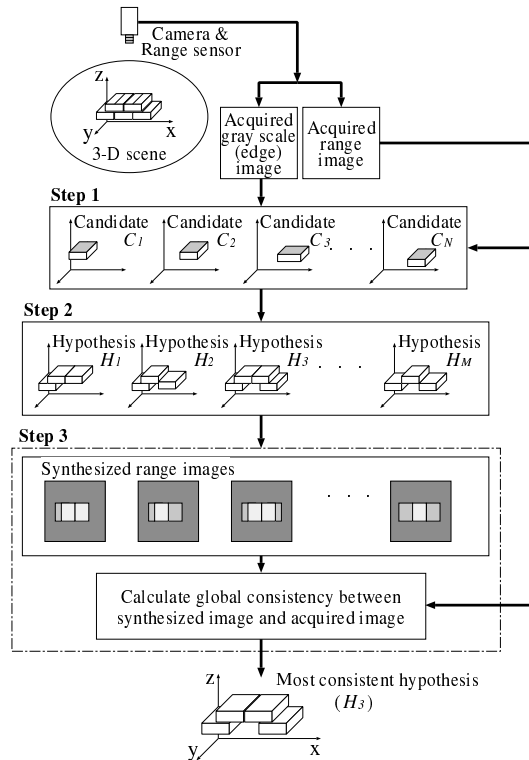 Camera &
Range sensor
z
y
x
3-D scene
Acquired
gray scale
(edge)
image
Acquired
range
image
Step 1
Candidate
C1
Candidate
C2
Candidate
C3
. . .
Candidate
CN
Step 2
Hypothesis
H1
Hypothesis
H2
Hypothesis
H3
. . .
Hypothesis
HM
Step 3
Synthesized range images
. . .
Calculate global consistency between
synthesized image and acquired image
Most consistent hypothesis
(H3)
z
y
x